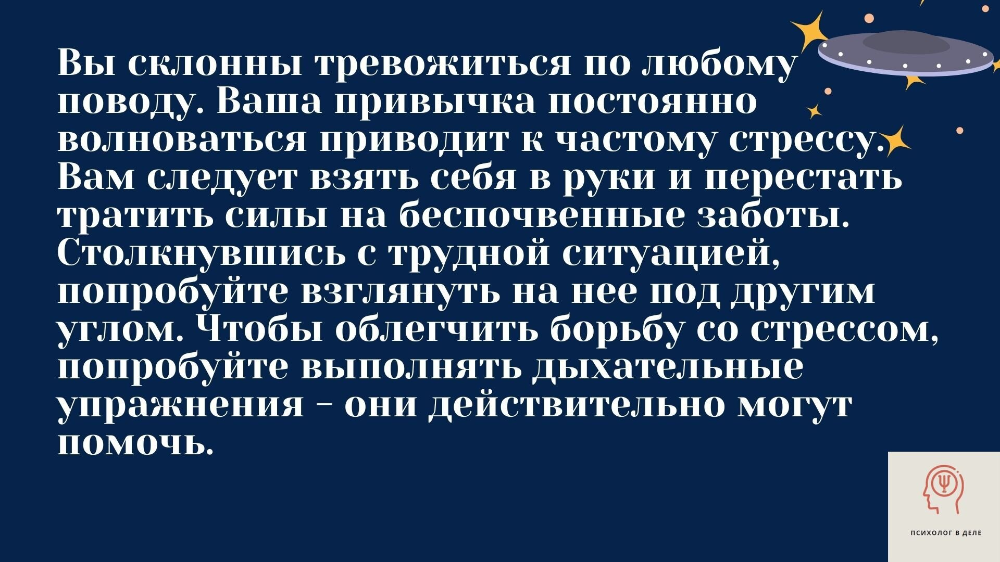 Вы склонны тревожиться по любому
поводу. Ваша привычка постоянно
волноваться приводит к частому стрессу.
Вам следует взять себя в руки и перестать
тратить силы на беспочвенные заботы.
Столкнувшись с трудной ситуацией,
попробуйте взглянуть на нее под другим
углом. Чтобы облегчить борьбу со стрессом,
попробуйте выполнять дыхательные
упражнения – они действительно могут
помочь.
Ψ
ПСИХОЛОГ В ДЕЛЕ